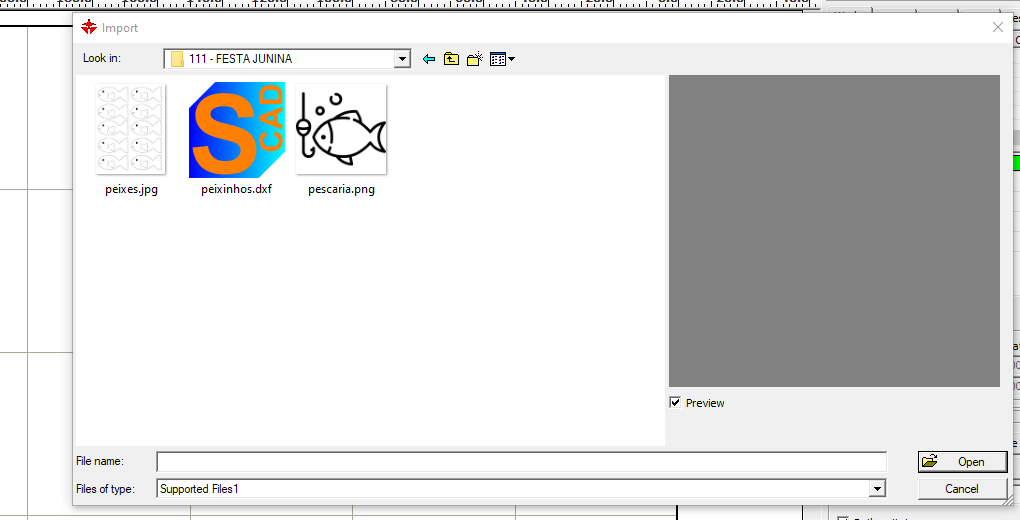 Import
Look in:
111 - FESTA JUNINA
S CAD
peixes.jpg
peixinhos.dxf
pescaria.png
Preview
File name:
Open
Files of type:
Supported Files1
Cancel